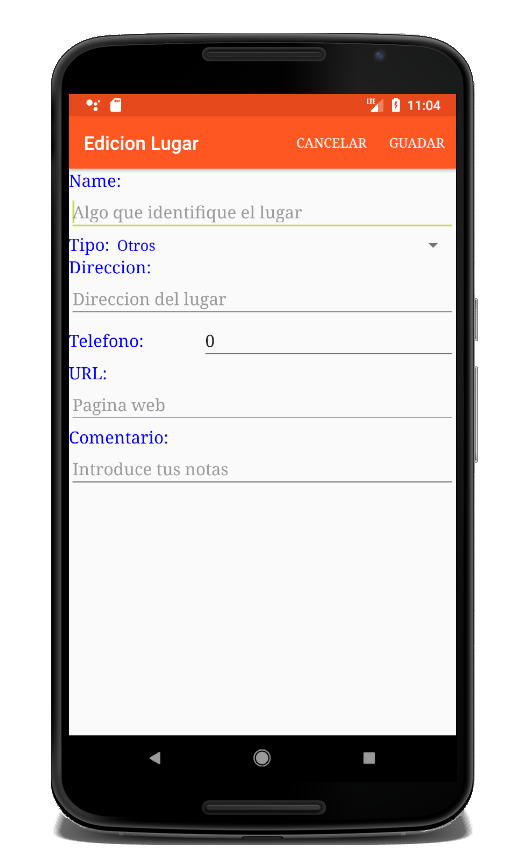 LTE 11:04
Edicion Lugar CANCELAR GUADAR
Name:
Algo que identifique el lugar
Tipo: Otros
Direccion:
Direccion del lugar
Telefono: 0
URL:
Pagina web
Comentario:
Introduce tus notas